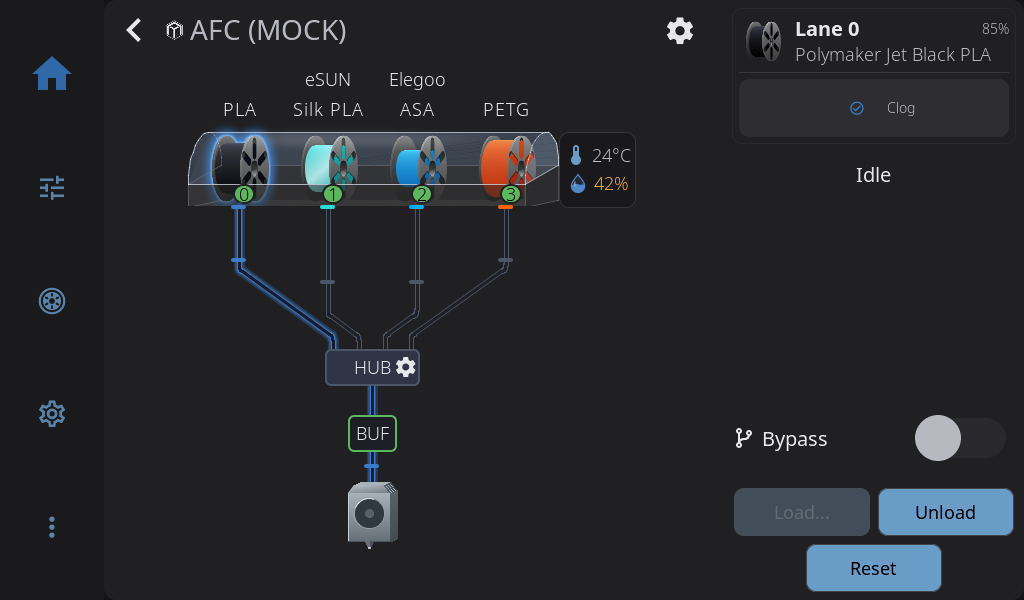 AFC (MOCK)
eSUN
Elegoo
PLA
Silk PLA
ASA
PETG
0
1
2
3
24°C
42%
HUB
BUF
Lane 0
85%
Polymaker Jet Black PLA
Clog
Idle
Bypass
Load...
Unload
Reset